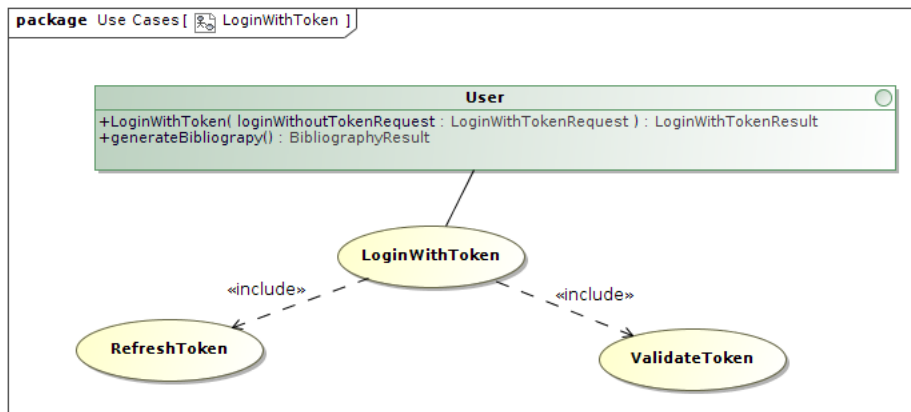 package Use Cases[ LoginWithToken ]
User
+LoginWithToken( loginWithoutTokenRequest : LoginWithTokenRequest ) : LoginWithTokenResult
+generateBibliograpy() : BibliographyResult
LoginWithToken
«include»
«include»
RefreshToken
ValidateToken